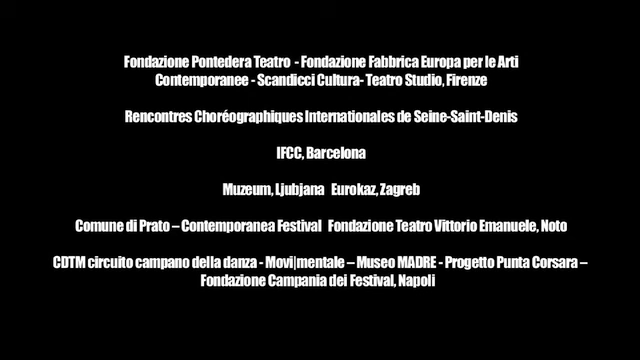 Fondazione Pontedera Teatro - Fondazione Fabbrica Europa per le Arti
Contemporanee - Scandicci Cultura- Teatro Studio, Firenze
Rencontres Choréographiques Internationales de Seine-Saint-Denis
IFCC, Barcelona
Muzeum, Ljubjana Eurokaz, Zagreb
Comune di Prato – Contemporanea Festival Fondazione Teatro Vittorio Emanuele, Noto
CDTM circuito campano della danza - Movi|mentale – Museo MADRE - Progetto Punta Corsara –
Fondazione Campania dei Festival, Napoli